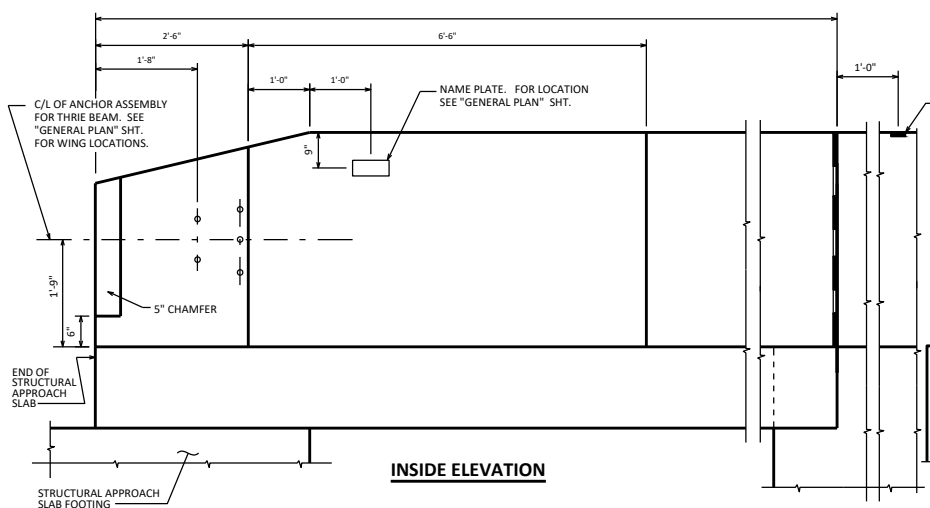 2'-6"
6'-6"
1'-8"
1'-0"
1'-0"
1'-0"
C/L OF ANCHOR ASSEMBLY
FOR THRIE BEAM. SEE
"GENERAL PLAN" SHT.
FOR WING LOCATIONS.
NAME PLATE. FOR LOCATION
SEE "GENERAL PLAN" SHT.
9"
1'-9"
6"
5" CHAMFER
END OF
STRUCTURAL
APPROACH
SLAB
INSIDE ELEVATION
STRUCTURAL APPROACH
SLAB FOOTING